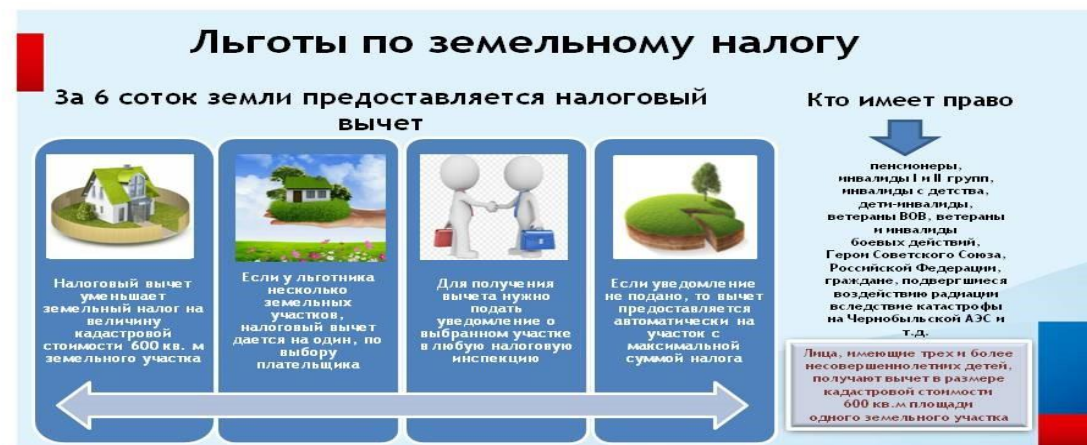 Льготы по земельному налогу
За 6 соток земли предоставляется налоговый
вычет
Налоговый вычет
уменьшает
земельный налог на
величину
кадастровой
стоимости 600 кв. м
земельного участка
Если у льготника
несколько
земельных
участков,
налоговый вычет
дается на один, по
выбору
плательщика
Для получения
вычета нужно
подать
уведомление о
выбранном участке
в любую налоговую
инспекцию
Если уведомление
не подано, то вычет
предоставляется
автоматически на
участок с
максимальной
суммой налога
Кто имеет право
пенсионеры,
инвалиды I и II групп,
инвалиды с детства,
дети-инвалиды,
ветераны ВОВ, ветераны
и инвалиды
боевых действий,
Герои Советского Союза,
Российской Федерации,
граждане, подвергшиеся
воздействию радиации
вследствие катастрофы
на Чернобыльской АЭС и
т.д.
Лица, имеющие трех и более
несовершеннолетних детей,
получают вычет в размере
кадастровой стоимости
600 кв.м площади
одного земельного участка